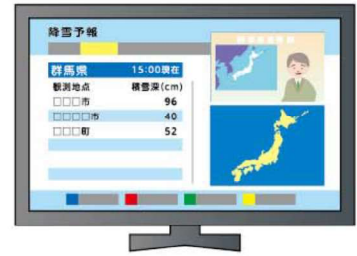 降雪予報
群馬県 15:00現在
観測地点 積雪深(cm)
□□□市 96
□□□□市 40
□□□町 52